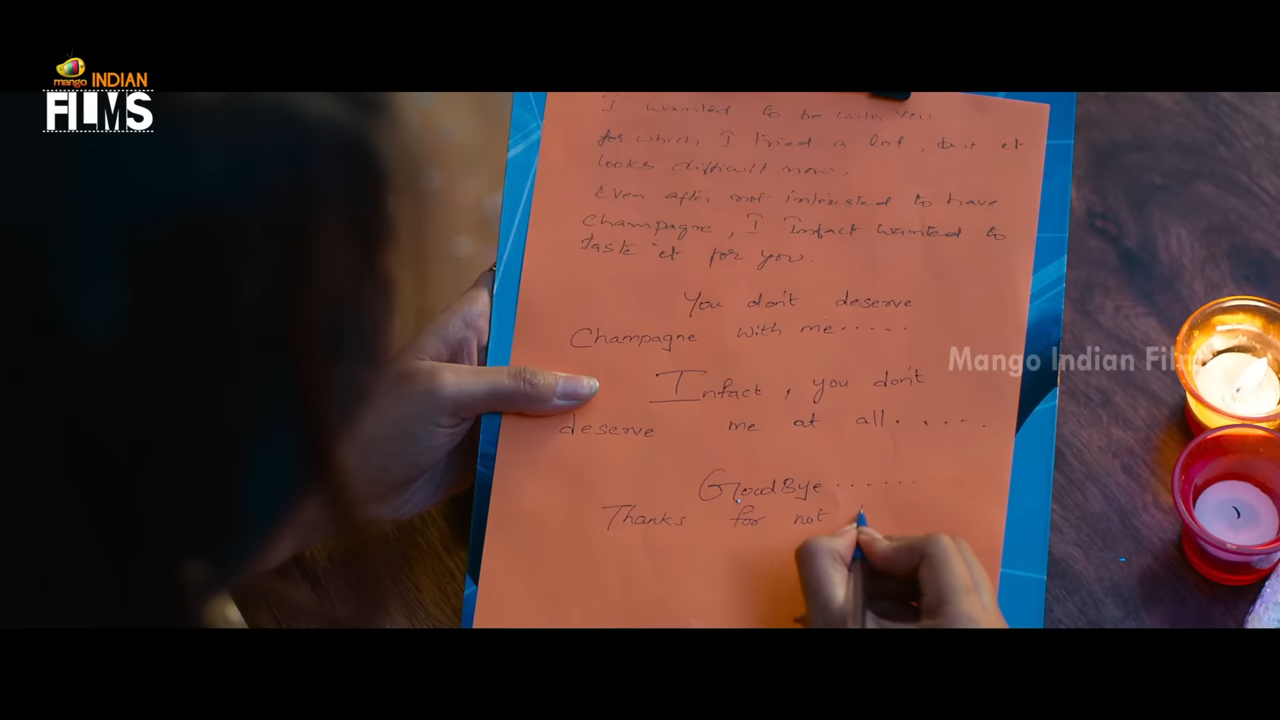 mango INDIAN
FILMS
I wanted to be with you
for which, I tried a lot, but it
looks difficult now.
Even after not interested to have
Champagne, I Infact wanted to
taste it for you.
You don't deserve
Champagne with me.....
Mango Indian Films
Infact, you don't
deserve me at all.....
GoodBye......
Thanks for not